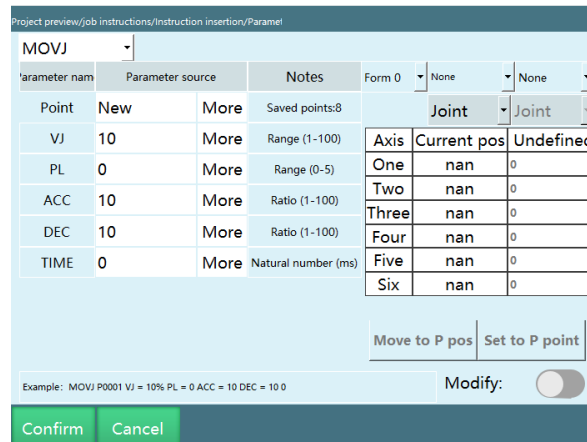 Project preview/job instructions/Instruction insertion/Paramet
MOVJ
Parameter nam Parameter source Notes Form 0 None None
Point New More Saved points:8 Joint Joint
VJ 10 More Range (1-100) Axis Current pos Undefined
PL 0 More Range (0-5) One nan 0
ACC 10 More Ratio (1-100) Two nan 0
Three nan 0
DEC 10 More Ratio (1-100) Four nan 0
TIME 0 More Natural number (ms) Five nan 0
Six nan 0
Move to P pos Set to P point
Example: MOVJ P0001 VJ = 10% PL = 0 ACC = 10 DEC = 10 0 Modify:
Confirm Cancel